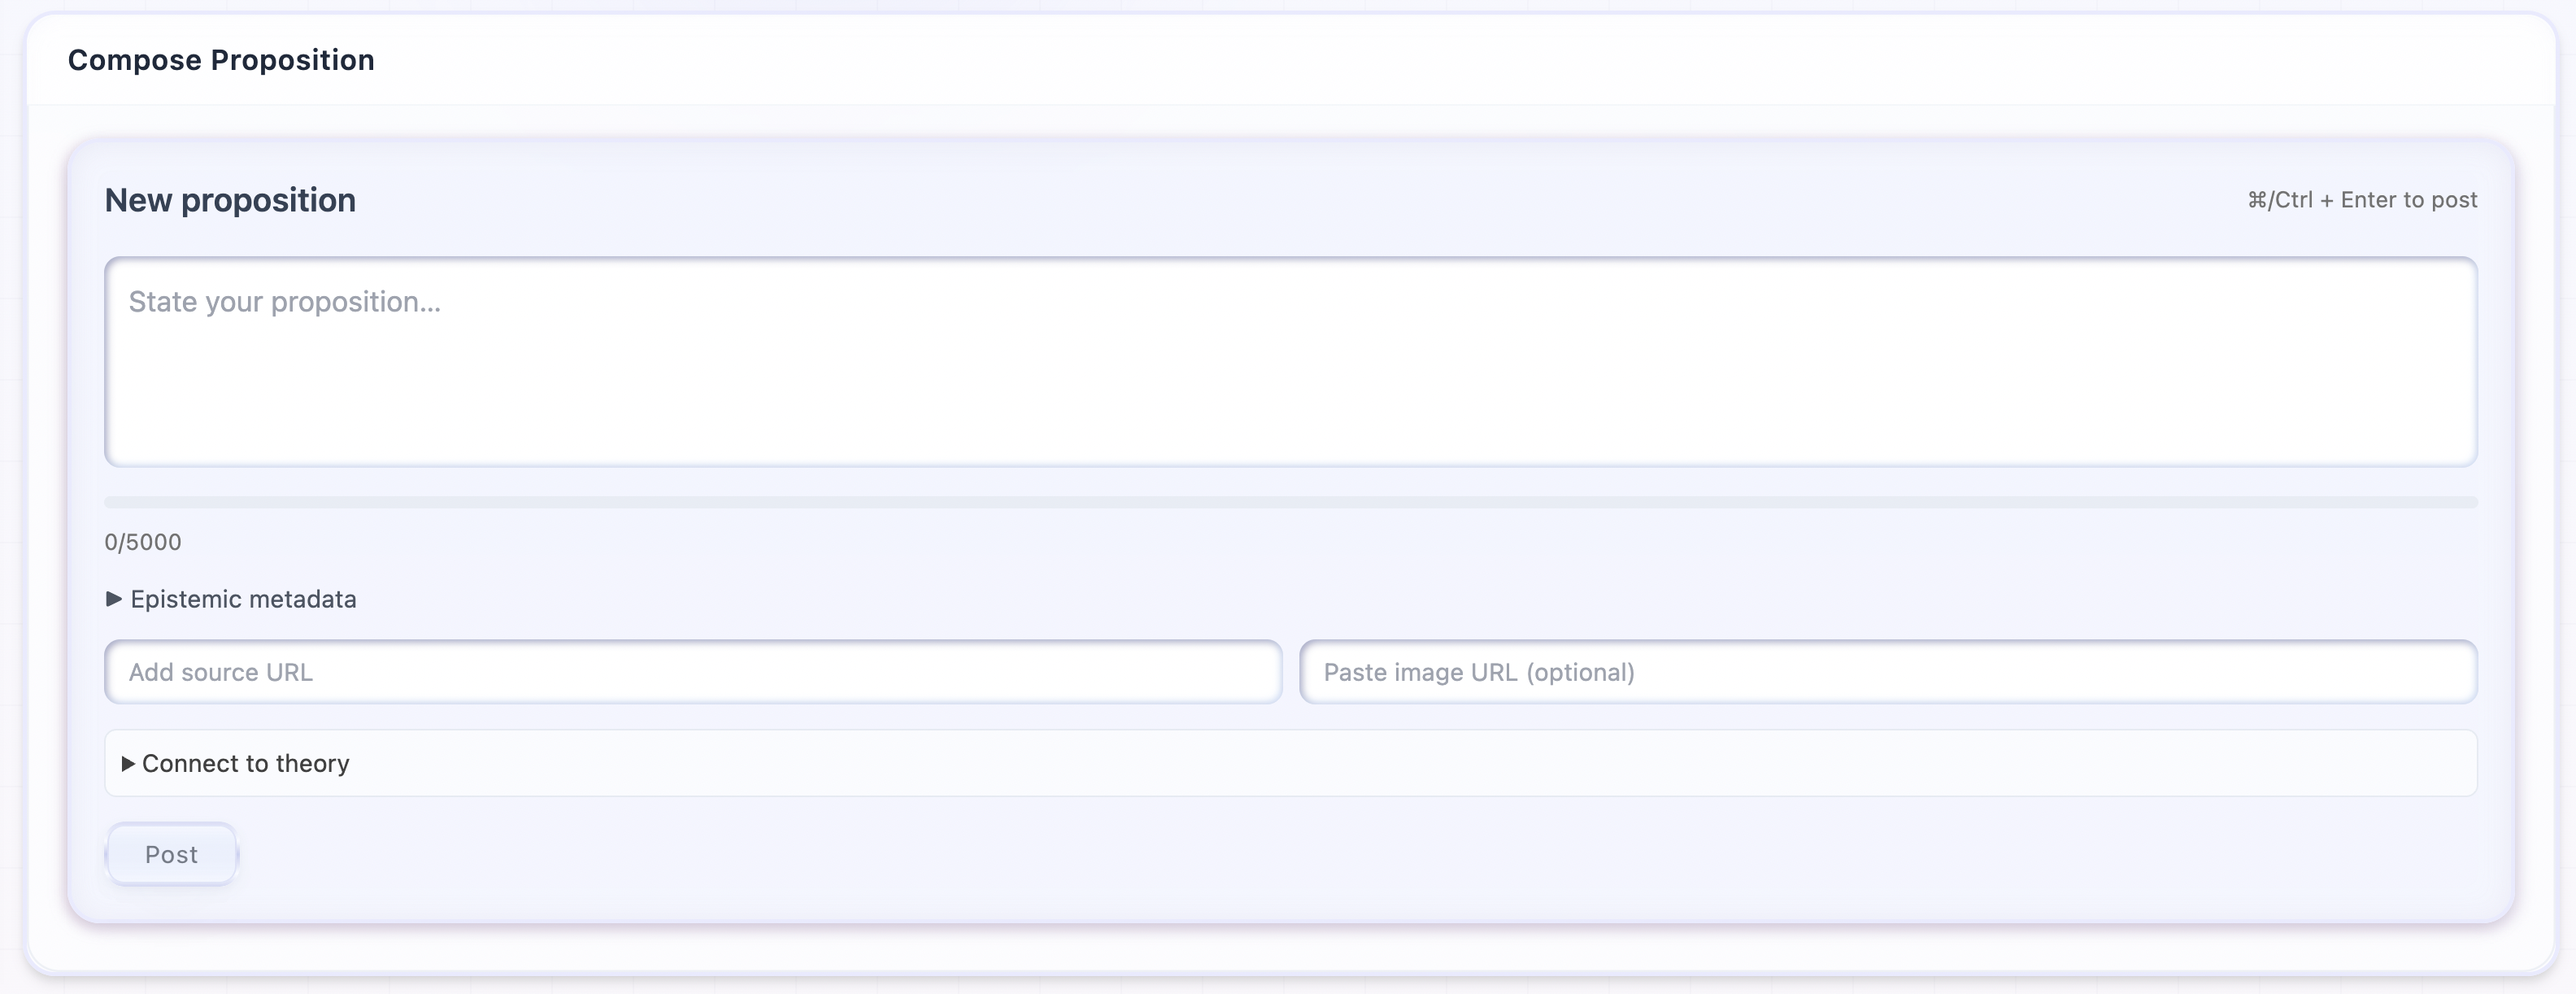 Compose Proposition
New proposition
⌘/Ctrl + Enter to post
State your proposition...
0/5000
▶ Epistemic metadata
Add source URL
Paste image URL (optional)
▶ Connect to theory
Post